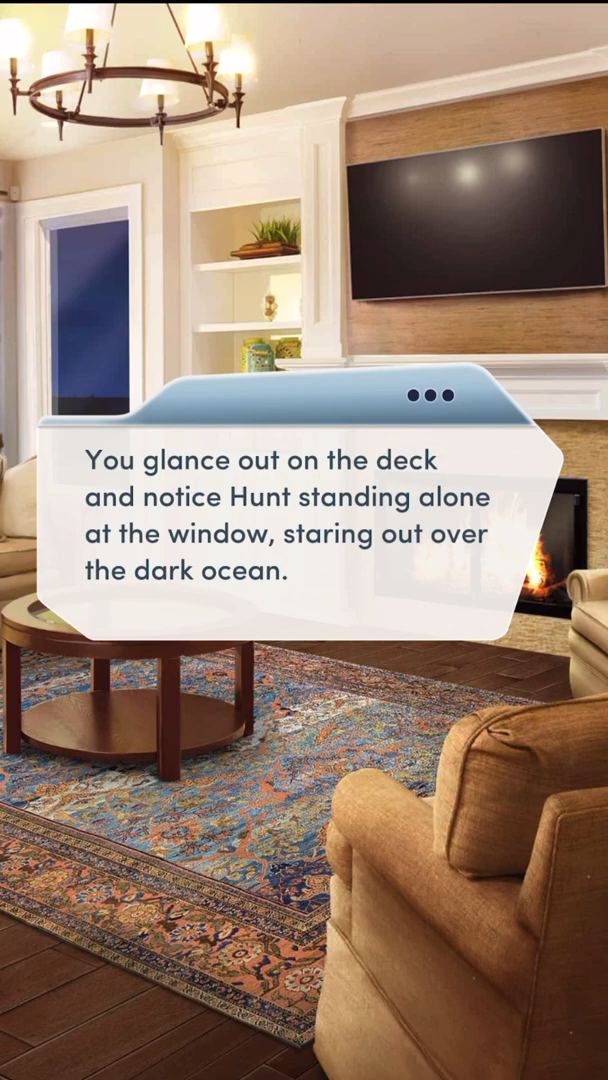 You glance out on the deck
and notice Hunt standing alone
at the window, staring out over
the dark ocean.